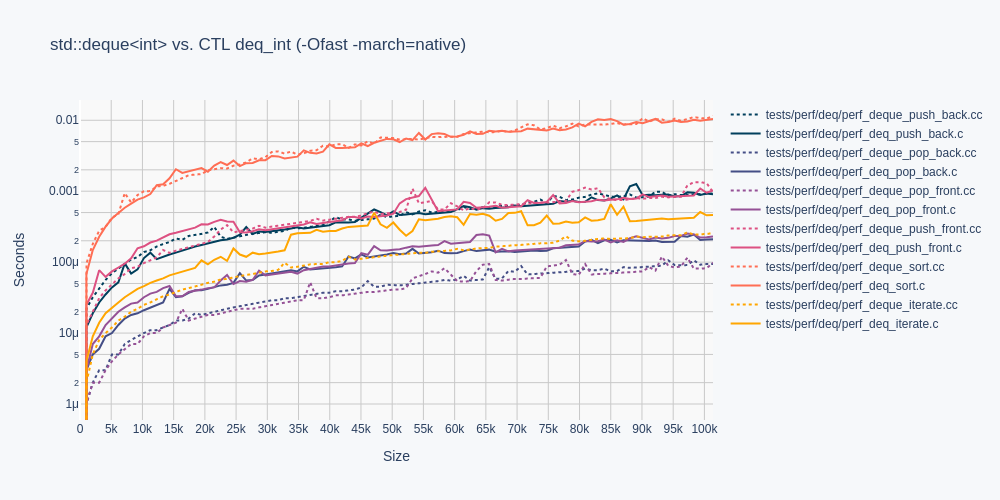 std::deque<int> vs. CTL deq_int (-Ofast -march=native)
0.01
5
2
0.001
5
2
100μ
5
2
10μ
5
2
1μ
Seconds
0 5k 10k 15k 20k 25k 30k 35k 40k 45k 50k 55k 60k 65k 70k 75k 80k 85k 90k 95k 100k
Size
tests/perf/deq/perf_deque_push_back.cc
tests/perf/deq/perf_deq_push_back.c
tests/perf/deq/perf_deque_pop_back.cc
tests/perf/deq/perf_deq_pop_back.c
tests/perf/deq/perf_deque_pop_front.cc
tests/perf/deq/perf_deq_pop_front.c
tests/perf/deq/perf_deque_push_front.cc
tests/perf/deq/perf_deq_push_front.c
tests/perf/deq/perf_deque_sort.cc
tests/perf/deq/perf_deq_sort.c
tests/perf/deq/perf_deque_iterate.cc
tests/perf/deq/perf_deq_iterate.c